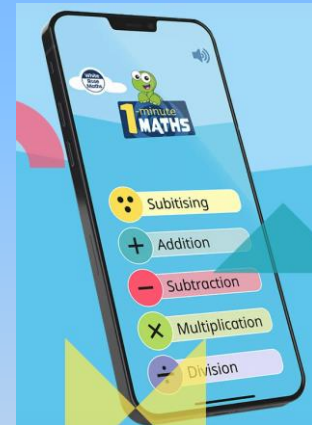 White
Rose
Maths
1-minute
MATHS
Subitising
Addition
Subtraction
Multiplication
Division